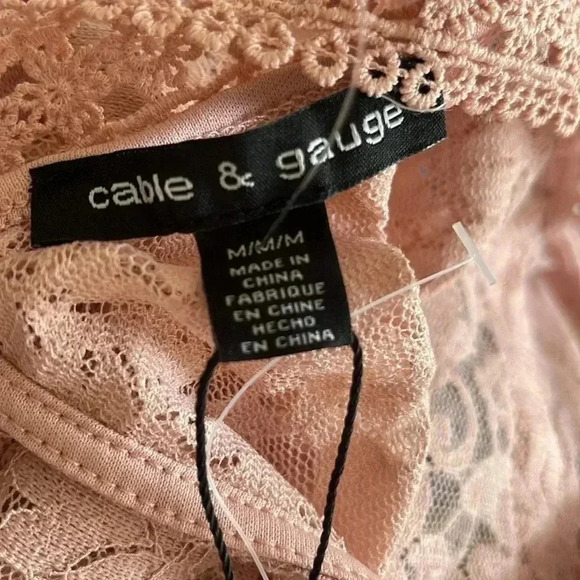 cable & gauge
M/M/M
MADE IN
CHINA
FABRIQUE
EN CHINE
HECHO
EN CHINA